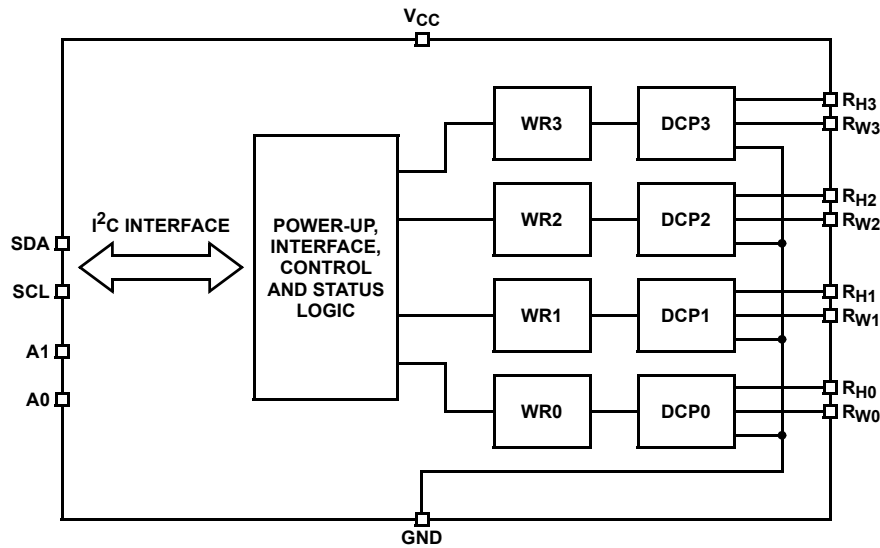 VCC
WR3
DCP3
RH3
RW3
I2C INTERFACE
SDA
SCL
A1
A0
POWER-UP,
INTERFACE,
CONTROL
AND STATUS
LOGIC
WR2
DCP2
RH2
RW2
WR1
DCP1
RH1
RW1
WR0
DCP0
RH0
RW0
GND